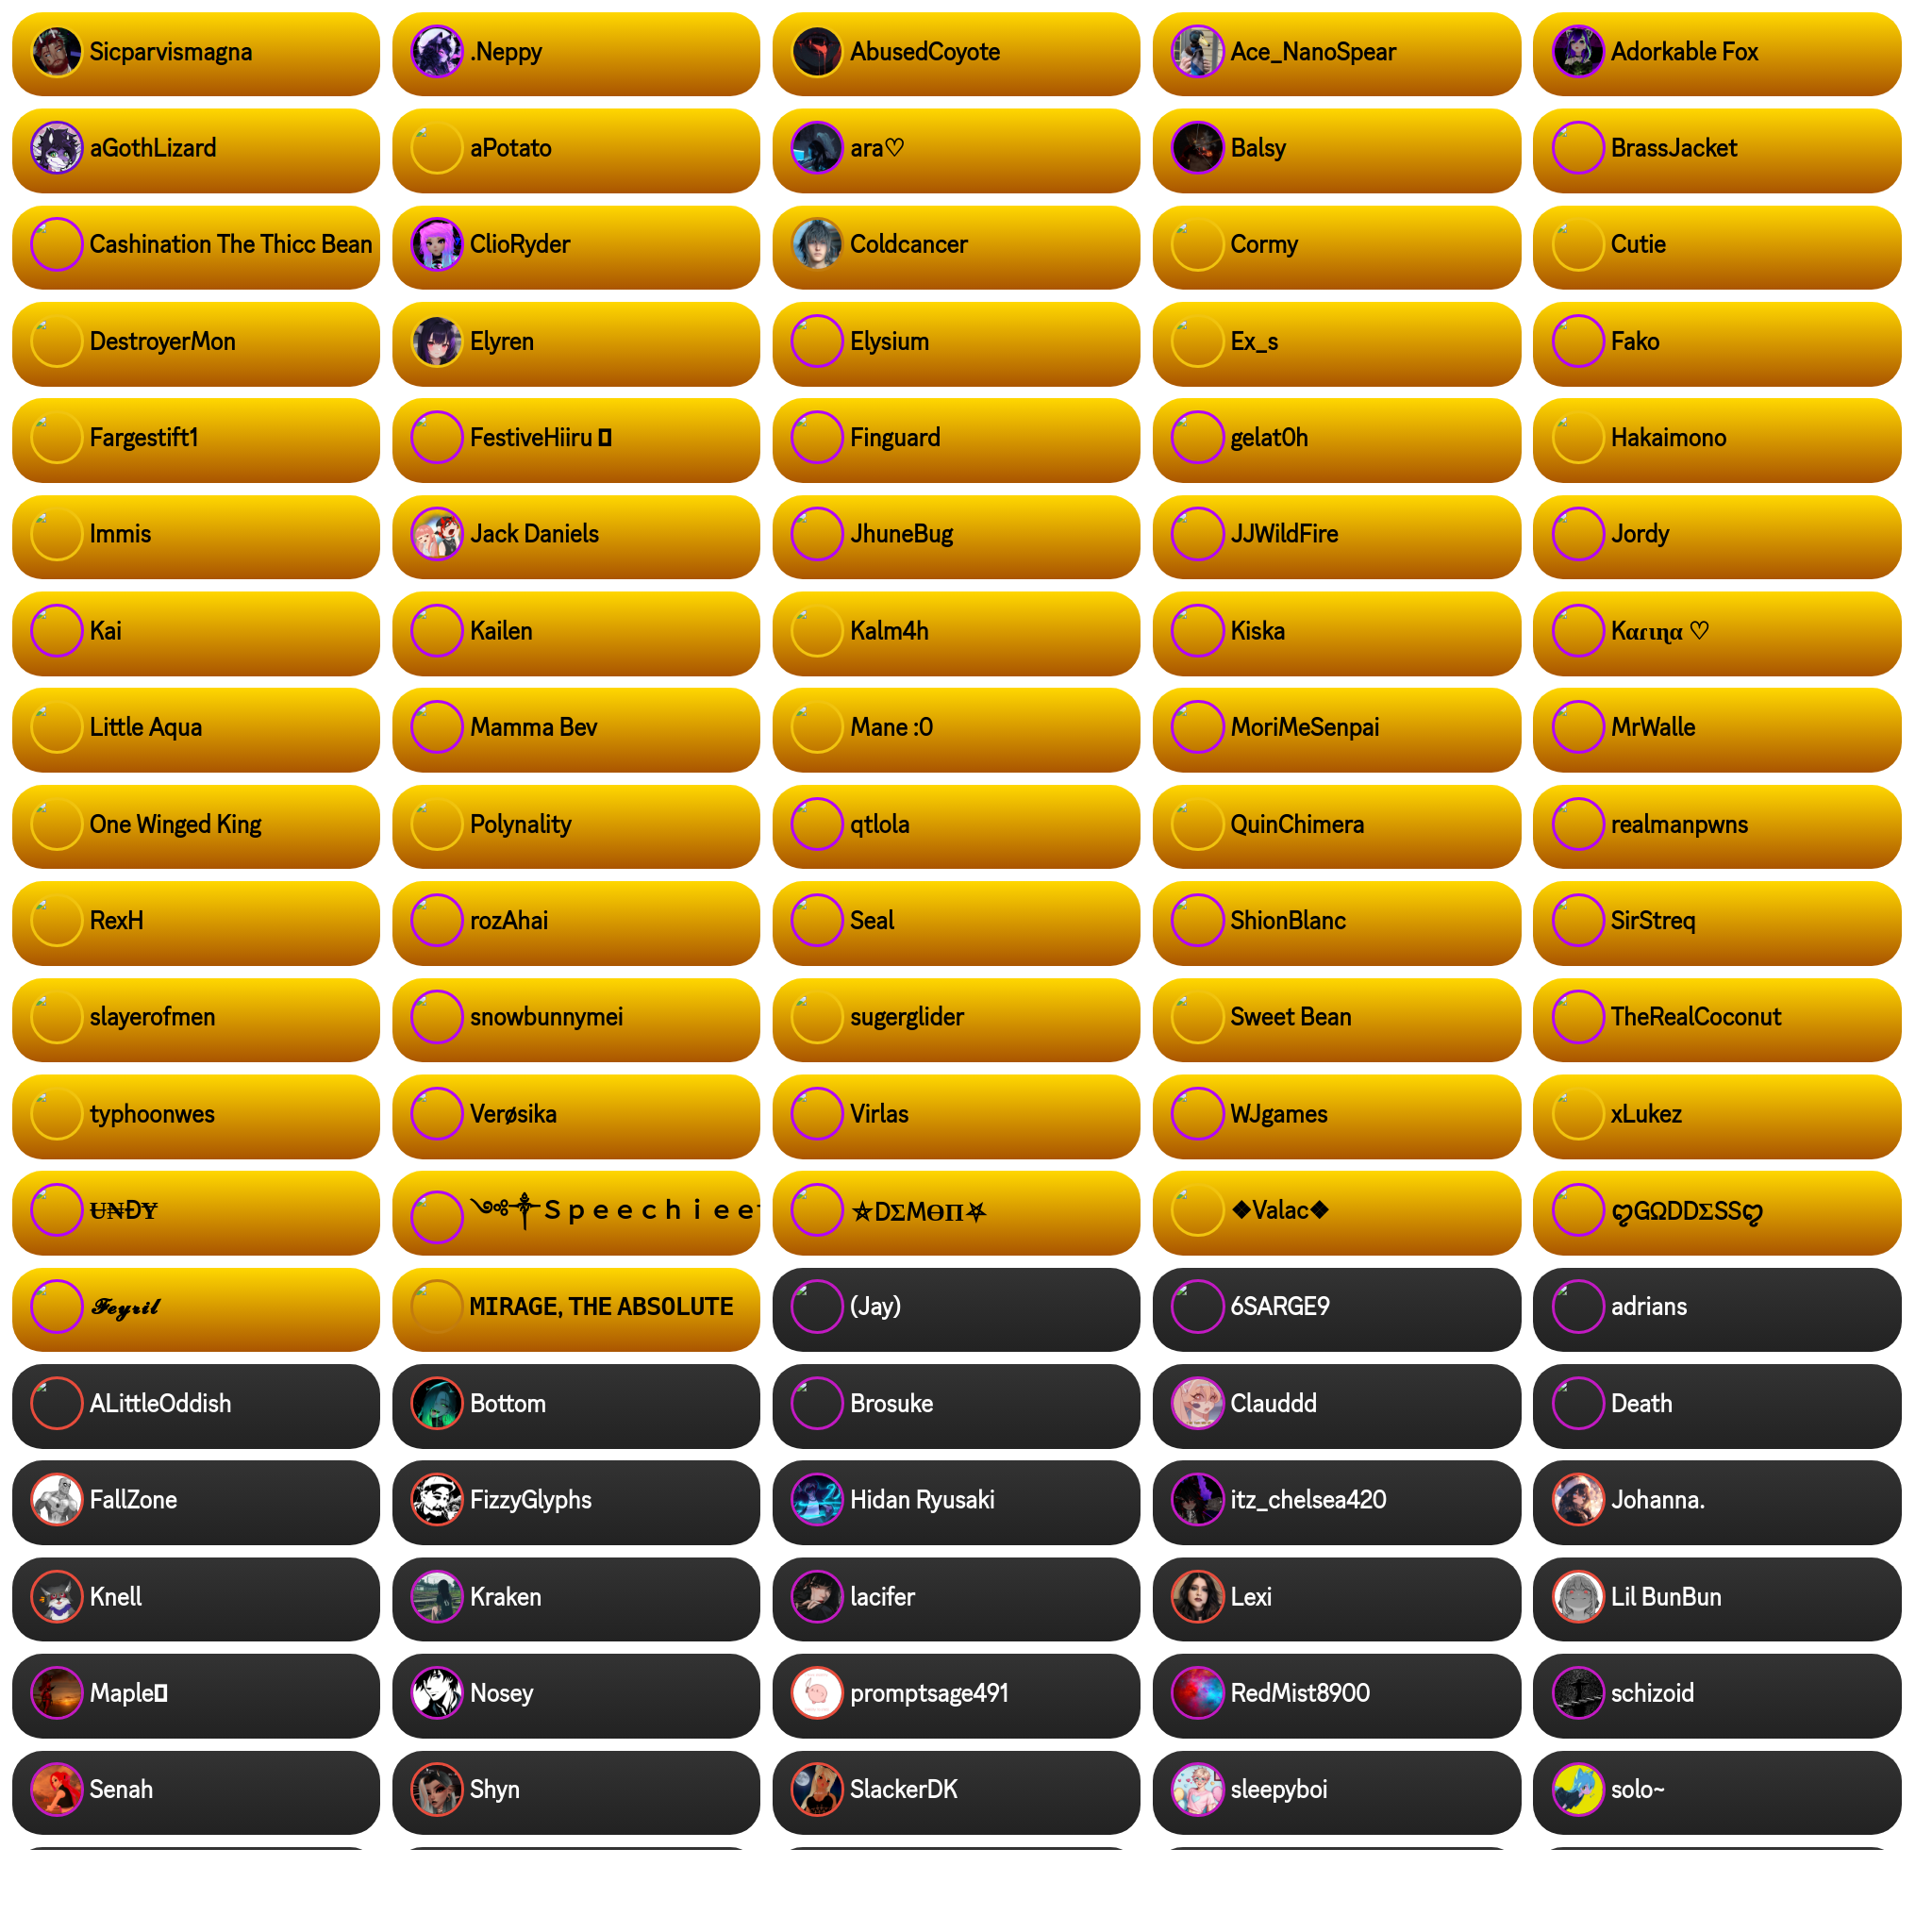 Sicparvismagna
.Neppy
AbusedCoyote
Ace_NanoSpear
Adorkable Fox
aGothLizard
aPotato
ara♡
Balsy
BrassJacket
Cashination The Thicc Bean
ClioRyder
Coldcancer
Cormy
Cutie
DestroyerMon
Elyren
Elysium
Ex_s
Fako
Fargestift1
FestiveHiiru
Finguard
gelat0h
Hakaimono
Immis
Jack Daniels
JhuneBug
JJWildFire
Jordy
Kai
Kailen
Kalm4h
Kiska
Kαɾιɳα ♡
Little Aqua
Mamma Bev
Mane :0
MoriMeSenpai
MrWalle
One Winged King
Polynality
qtlola
QuinChimera
realmanpwns
RexH
rozAhai
Seal
ShionBlanc
SirStreq
slayerofmen
snowbunnymei
sugerglider
Sweet Bean
TheRealCoconut
typhoonwes
Verøsika
Virlas
WJgames
xLukez
ɄNĐɎ
༺༒Ｓｐｅｅｃｈｉｅｅ
⛤DΣMӨΠ⛧
❖Valac❖
ღGΩDDΣSSღ
𝓕𝓮𝔂𝓻𝓲𝓵
MIRAGE, THE ABSOLUTE
(Jay)
6SARGE9
adrians
ALittleOddish
Bottom
Brosuke
Clauddd
Death
FallZone
FizzyGlyphs
Hidan Ryusaki
itz_chelsea420
Johanna.
Knell
Kraken
lacifer
Lexi
Lil BunBun
Maple
Nosey
promptsage491
RedMist8900
schizoid
Senah
Shyn
SlackerDK
sleepyboi
solo~